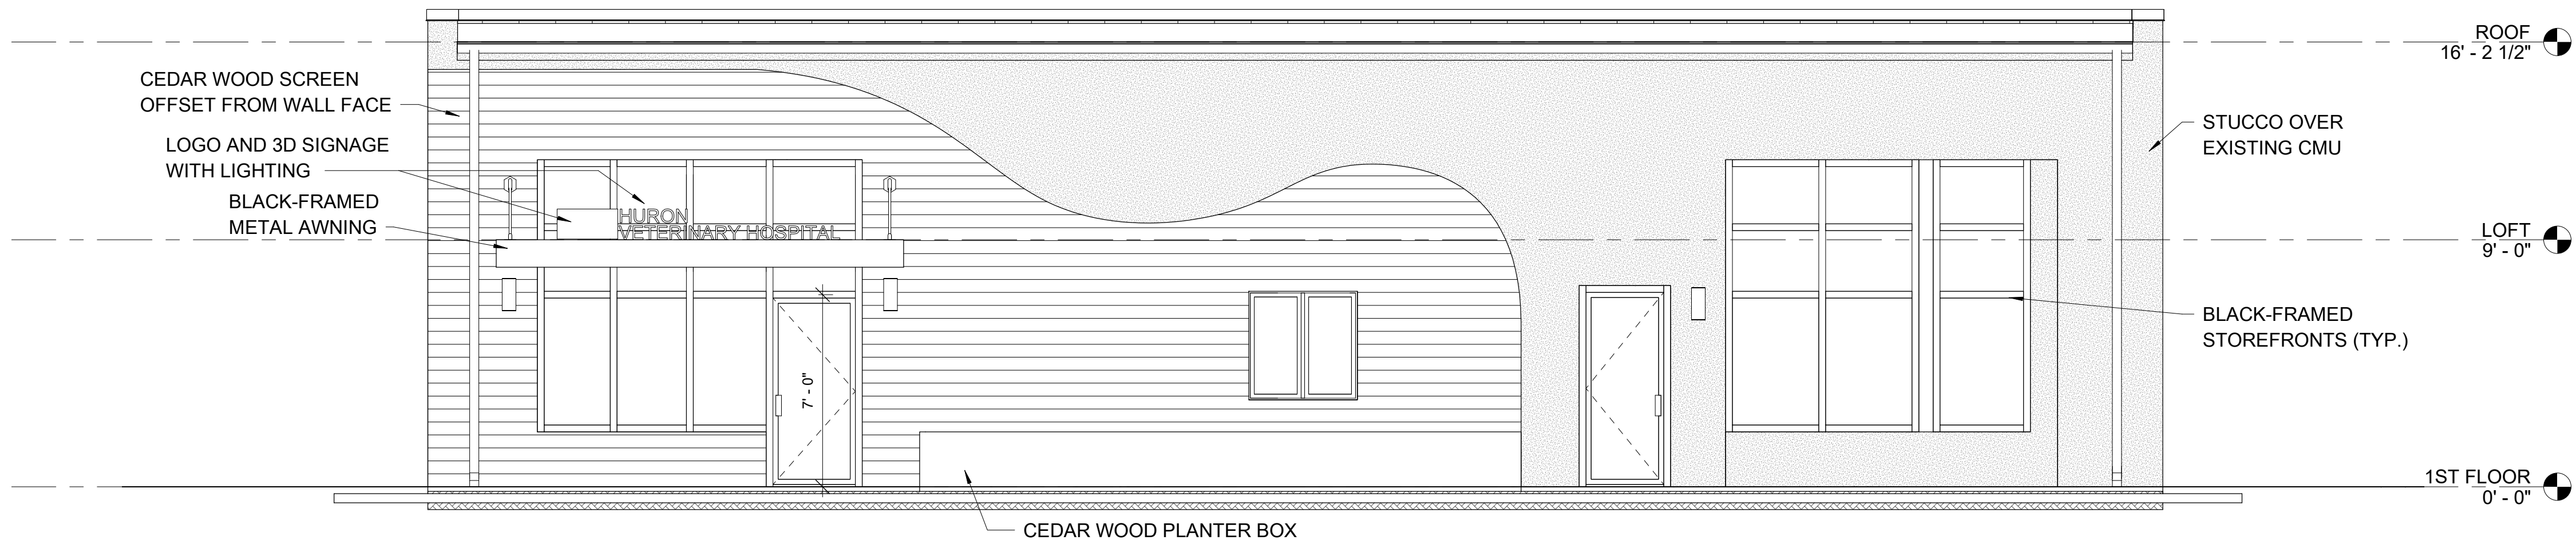 ROOF
16' - 2 1/2"
CEDAR WOOD SCREEN
OFFSET FROM WALL FACE
LOGO AND 3D SIGNAGE
WITH LIGHTING
BLACK-FRAMED
METAL AWNING
HURON
VETERINARY HOSPITAL
STUCCO OVER
EXISTING CMU
LOFT
9' - 0"
BLACK-FRAMED
STOREFRONTS (TYP.)
7' - 0"
1ST FLOOR
0' - 0"
CEDAR WOOD PLANTER BOX